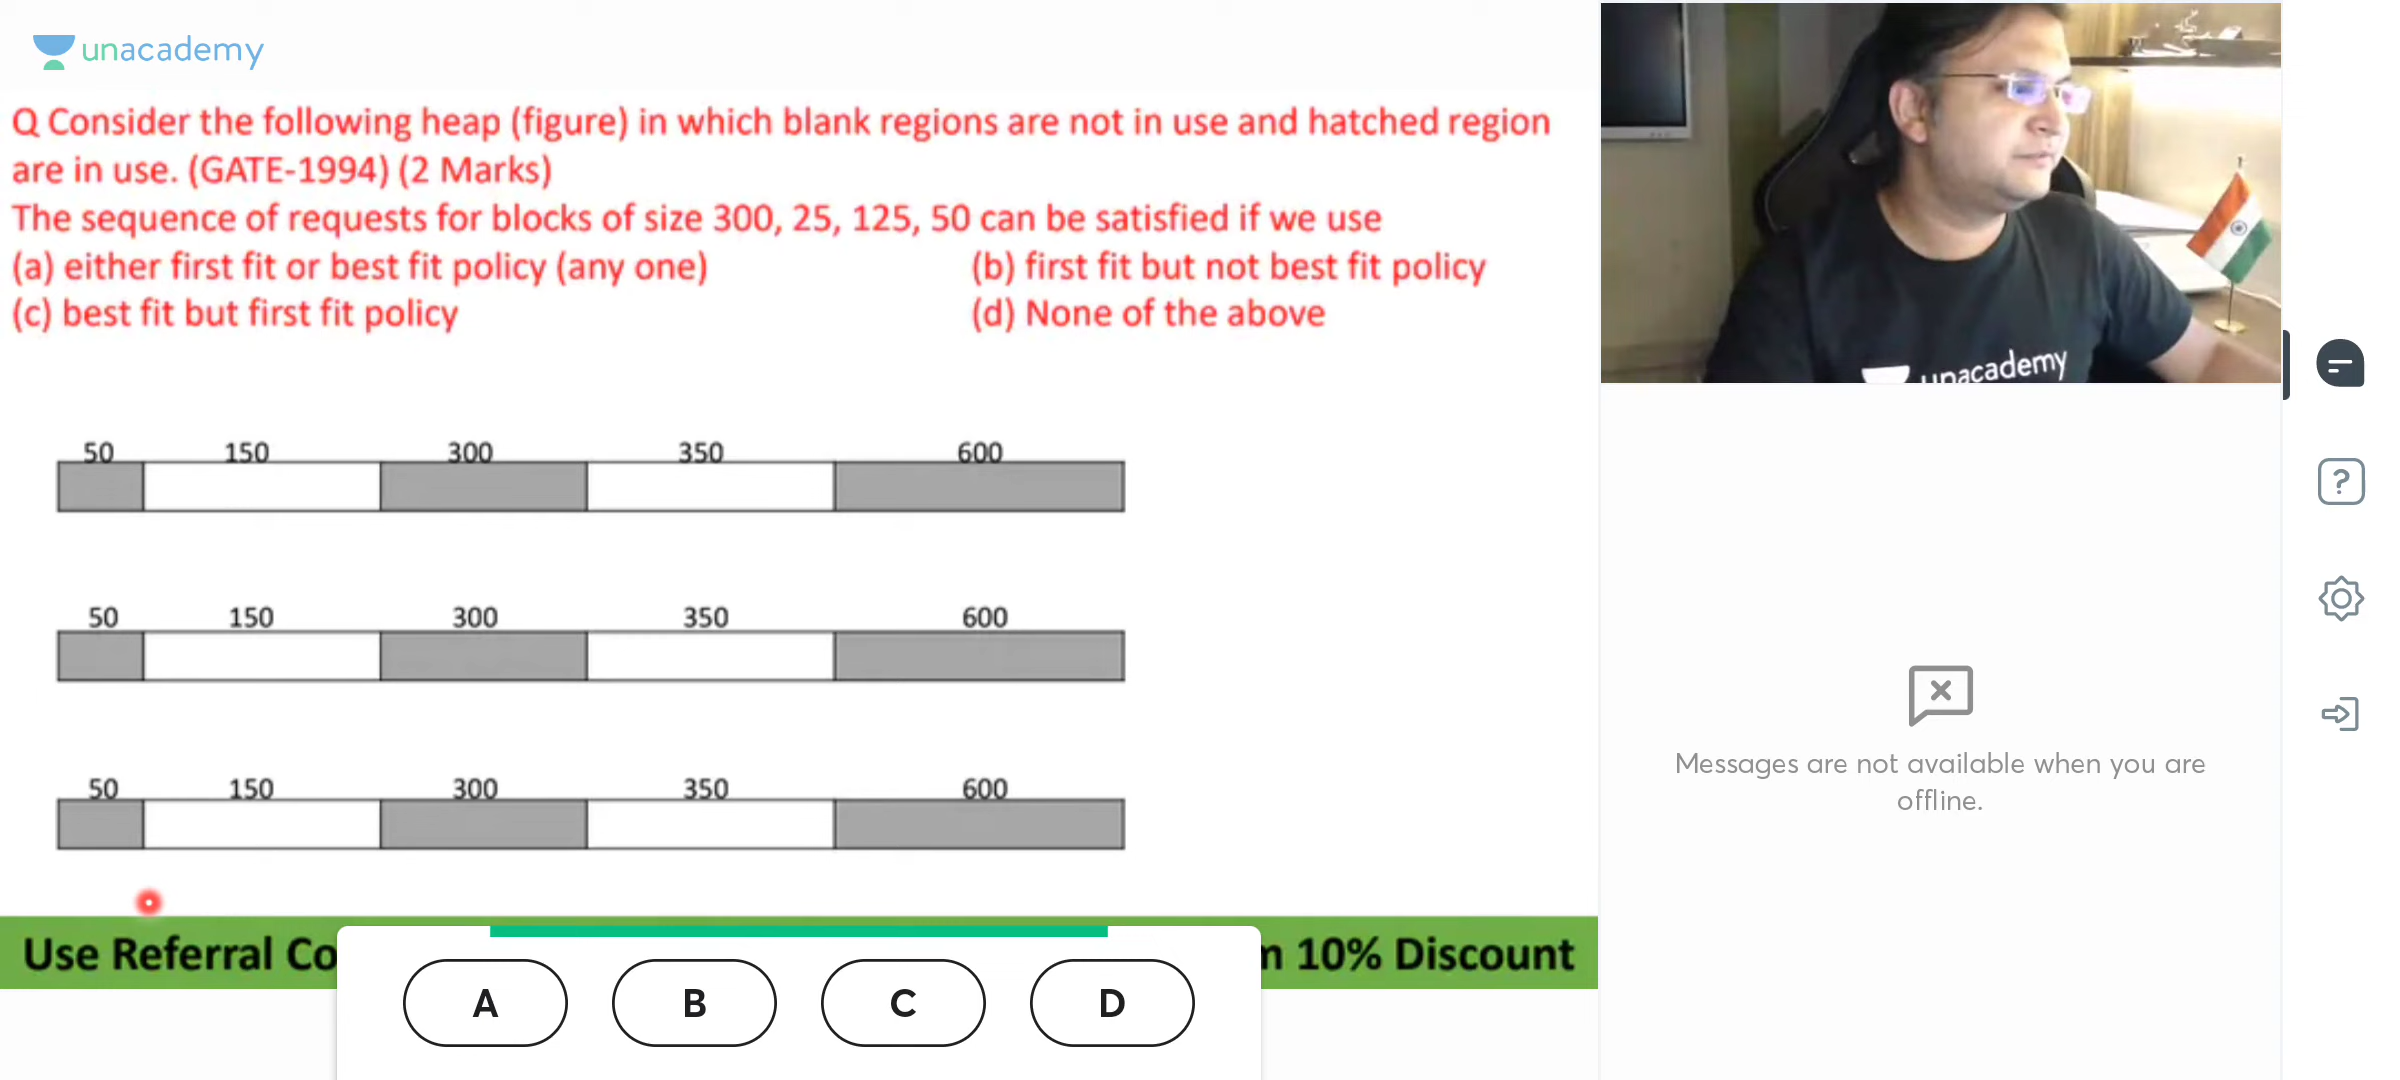 unacademy
Q Consider the following heap (figure) in which blank regions are not in use and hatched region
are in use. (GATE-1994) (2 Marks)
The sequence of requests for blocks of size 300, 25, 125, 50 can be satisfied if we use
(a) either first fit or best fit policy (any one)
(b) first fit but not best fit policy
(c) best fit but first fit policy
(d) None of the above
50 150 300 350 600
50 150 300 350 600
50 150 300 350 600
Use Referral Co
10% Discount
A B C D
unacademy
?
Messages are not available when you are
offline.